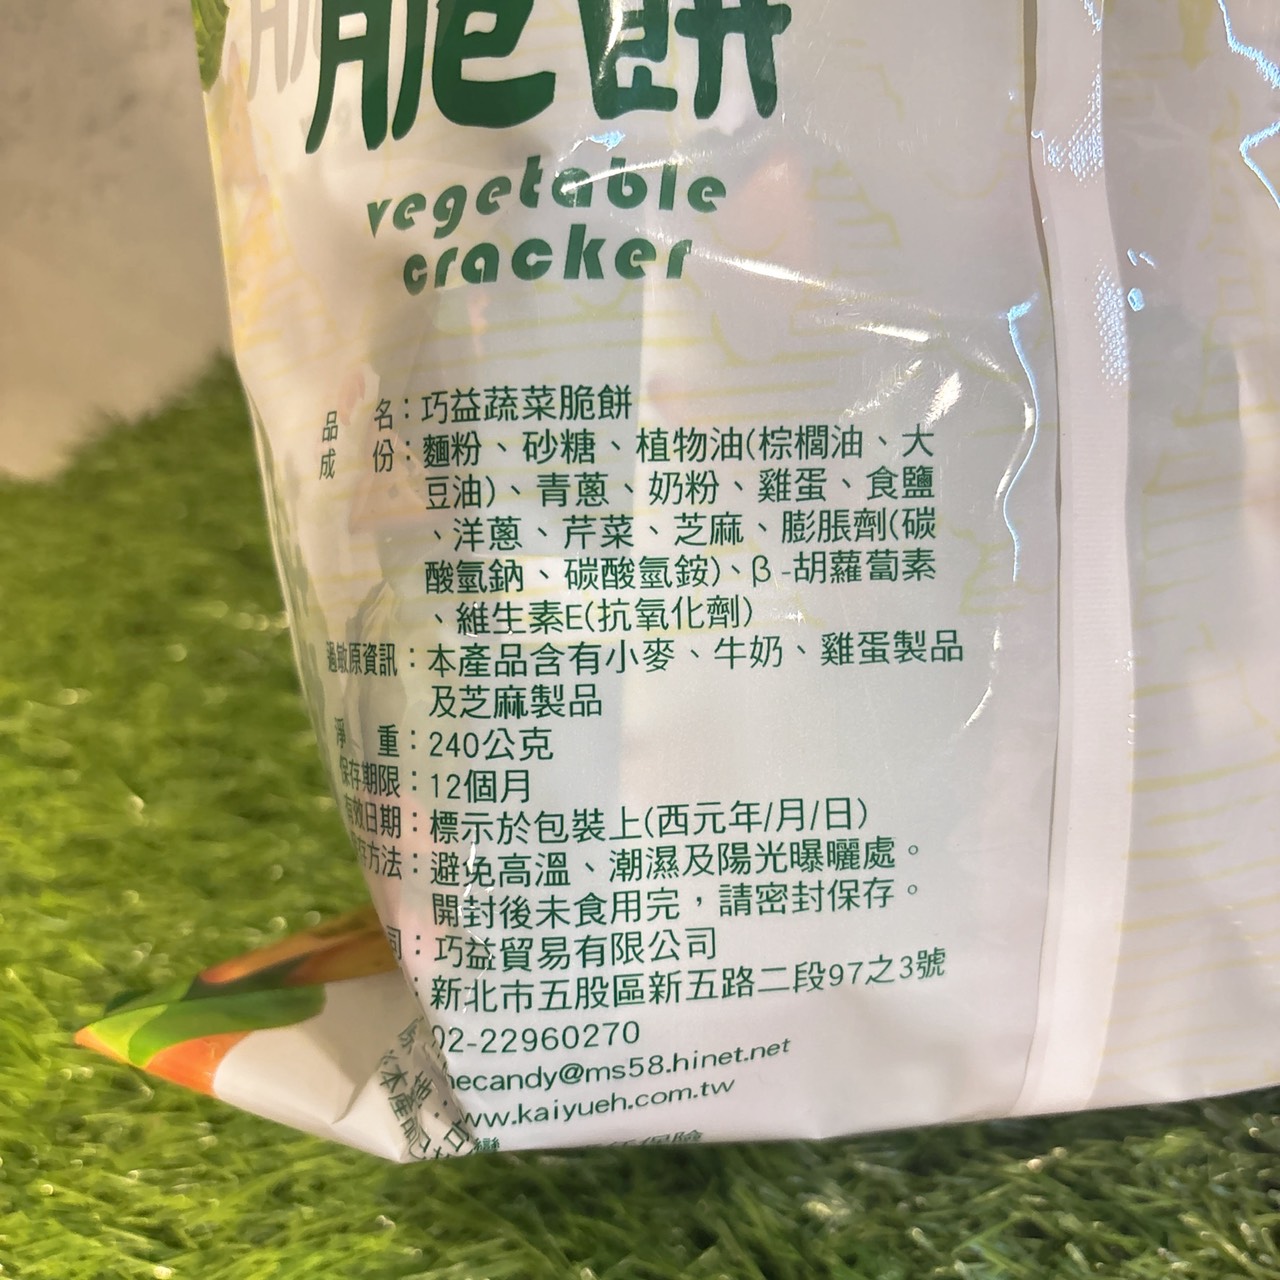 脆餅
vegetable
cracker
品 名：巧益蔬菜脆餅
成 份：麵粉、砂糖、植物油(棕櫚油、大
豆油)、青蔥、奶粉、雞蛋、食鹽
、洋蔥、芹菜、芝麻、膨脹劑(碳
酸氫鈉、碳酸氫銨)、β-胡蘿蔔素
、維生素E(抗氧化劑)
過敏原資訊：本產品含有小麥、牛奶、雞蛋製品
及芝麻製品
淨 重：240公克
保存期限：12個月
有效日期：標示於包裝上(西元年/月/日)
保存方法：避免高溫、潮濕及陽光曝曬處。
開封後未食用完，請密封保存。
司：巧益貿易有限公司
：新北市五股區新五路二段97之3號
02-22960270
ecandy@ms58.hinet.net
www.kaiyueh.com.tw